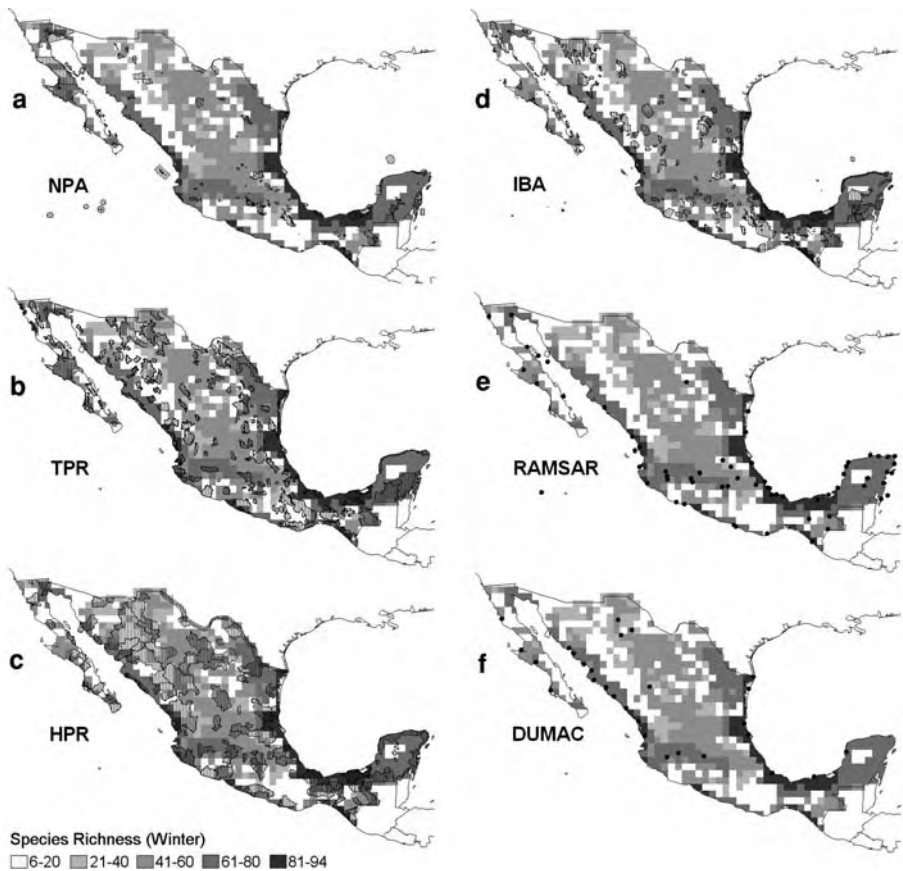 a
NPA
b
TPR
c
HPR
d
IBA
e
RAMSAR
f
DUMAC
Species Richness (Winter)
6-20 21-40 41-60 61-80 81-94